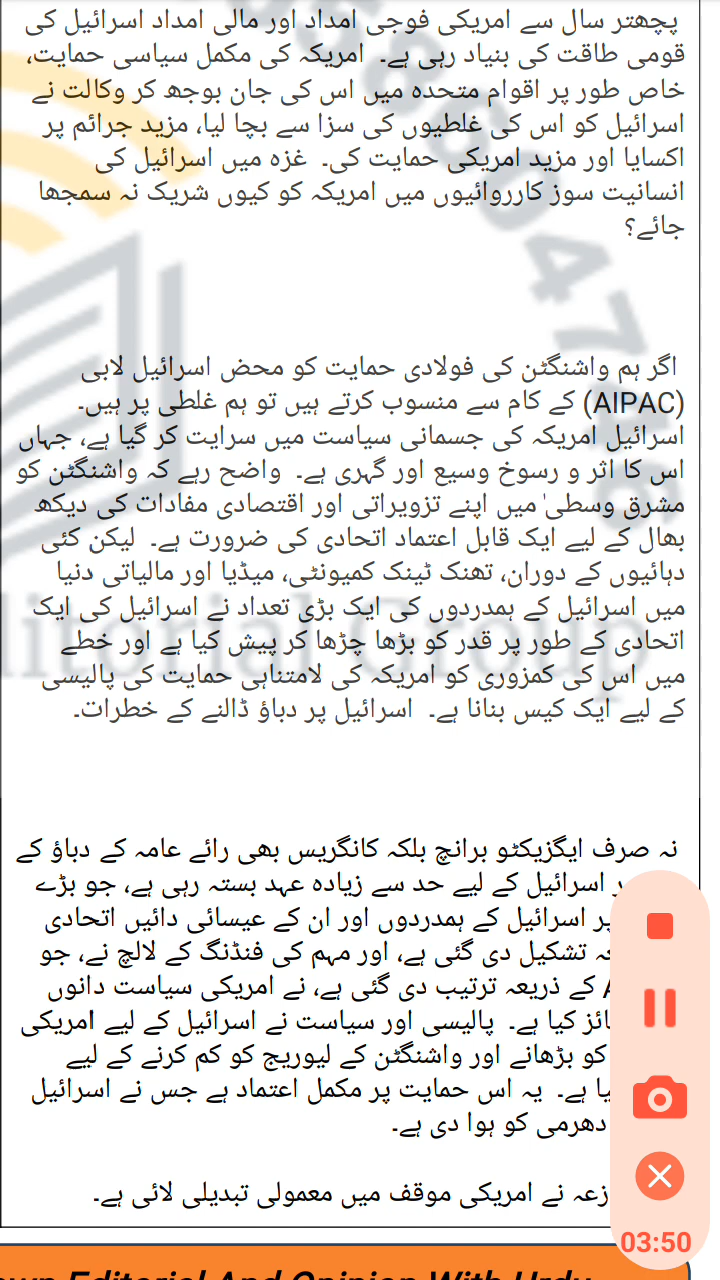 پچھتر سال سے امریکی فوجی امداد اور مالی امداد اسرائیل کی
قومی طاقت کی بنیاد رہی ہے۔ امریکہ کی مکمل سیاسی حمایت،
خاص طور پر اقوام متحدہ میں اس کی جان بوجھ کر وکالت نے
اسرائیل کو اس کی غلطیوں کی سزا سے بچا لیا، مزید جرائم پر
اکسایا اور مزید امریکی حمایت کی۔ غزہ میں اسرائیل کی
انسانیت سوز کارروائیوں میں امریکہ کو کیوں شریک نہ سمجھا
جائے؟
اگر ہم واشنگٹن کی فولادی حمایت کو محض اسرائیل لابی
(AIPAC) کے کام سے منسوب کرتے ہیں تو ہم غلطی پر ہیں۔
اسرائیل امریکہ کی جسمانی سیاست میں سرایت کر گیا ہے، جہاں
اس کا اثر و رسوخ وسیع اور گہری ہے۔ واضح رہے کہ واشنگٹن کو
مشرق وسطیٰ میں اپنے تزویراتی اور اقتصادی مفادات کی دیکھ
بھال کے لیے ایک قابل اعتماد اتحادی کی ضرورت ہے۔ لیکن کئی
دہائیوں کے دوران، تھنک ٹینک کمیونٹی، میڈیا اور مالیاتی دنیا
میں اسرائیل کے ہمدردوں کی ایک بڑی تعداد نے اسرائیل کی ایک
اتحادی کے طور پر قدر کو بڑھا چڑھا کر پیش کیا ہے اور خطے
میں اس کی کمزوری کو امریکہ کی لامتناہی حمایت کی پالیسی
کے لیے ایک کیس بنانا ہے۔ اسرائیل پر دباؤ ڈالنے کے خطرات۔
نہ صرف ایگزیکٹو برانچ بلکہ کانگریس بھی رائے عامہ کے دباؤ کے
اسرائیل کے لیے حد سے زیادہ عہد بستہ رہی ہے، جو بڑے
پر اسرائیل کے ہمدردوں اور ان کے عیسائی دائیں اتحادی
تشکیل دی گئی ہے، اور مہم کی فنڈنگ کے لالچ نے، جو
کے ذریعہ ترتیب دی گئی ہے، نے امریکی سیاست دانوں
کیا ہے۔ پالیسی اور سیاست نے اسرائیل کے لیے امریکی
کو بڑھانے اور واشنگٹن کے لیوریج کو کم کرنے کے لیے
ہے۔ یہ اس حمایت پر مکمل اعتماد ہے جس نے اسرائیل
دھرمی کو ہوا دی ہے۔
نے امریکی موقف میں معمولی تبدیلی لائی ہے۔
03:50
Editorial And Opinion With Urdu